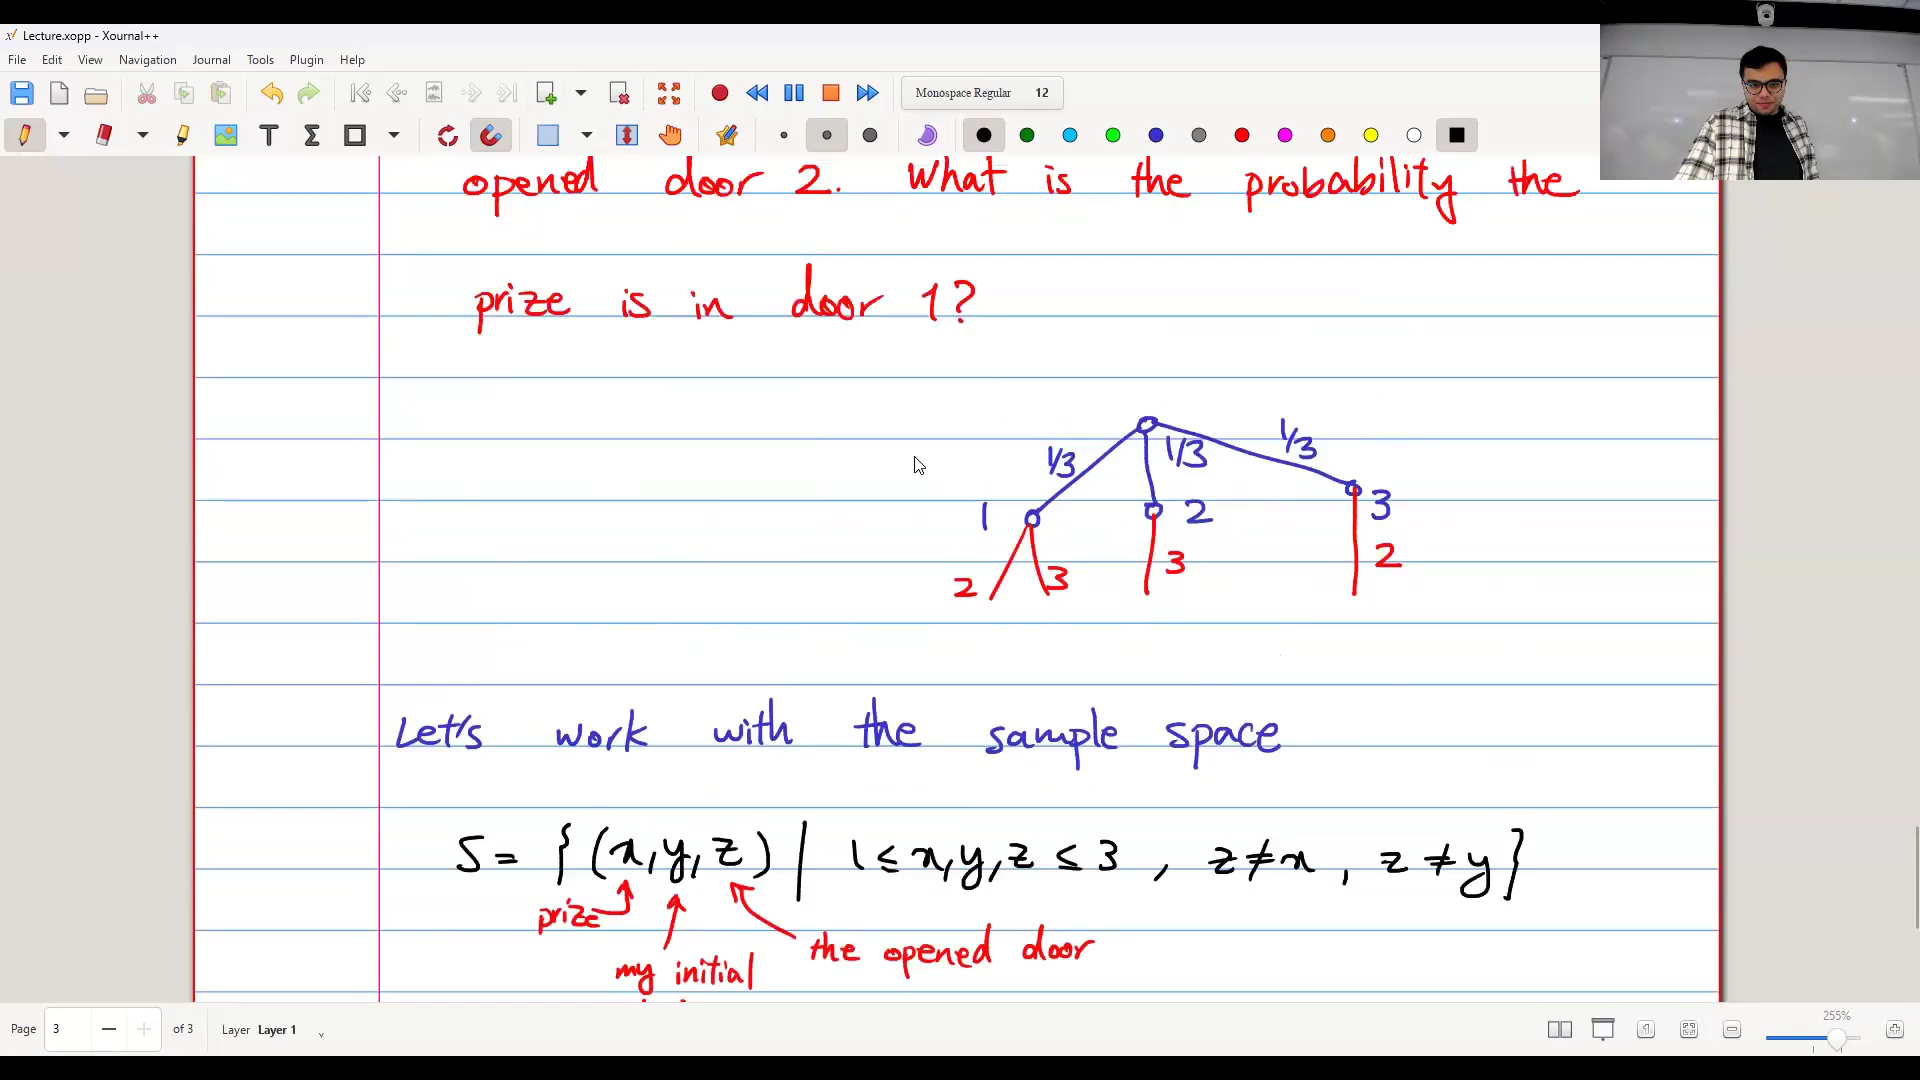 Lecture.xopp - Xournal++
File Edit View Navigation Journal Tools Plugin Help
Monospace Regular 12
opened door 2. What is the probability the
prize is in door 1?
1/3 1/3 1/3
1 2 3
2 3 3 2
Let's work with the sample space
S = { (x,y,z) | 1 ≤ x,y,z ≤ 3 , z ≠ x , z ≠ y }
prize
the opened door
my initial
Page 3 of 3 Layer Layer 1 255%